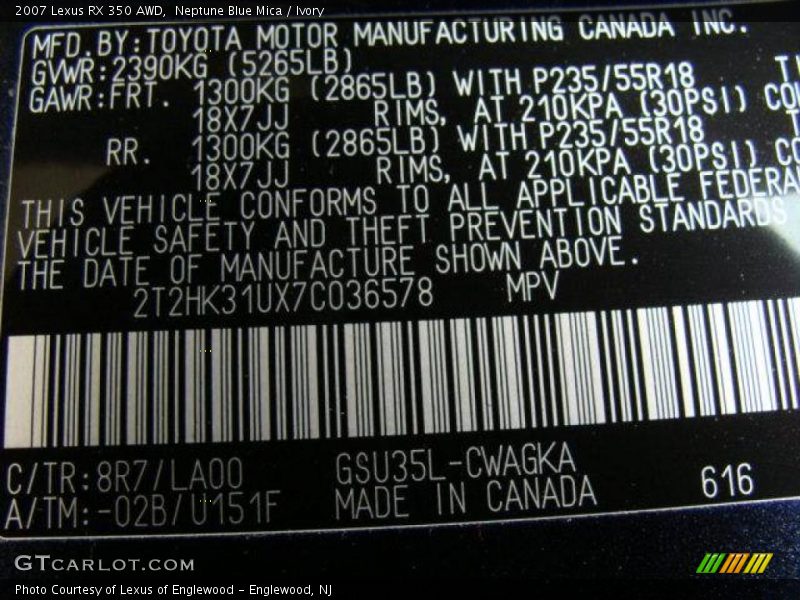 2007 Lexus RX 350 AWD,  Neptune Blue Mica / Ivory
MFD.BY:TOYOTA MOTOR MANUFACTURING CANADA INC.
GVWR:2390KG (5265LB)
GAWR:FRT. 1300KG (2865LB) WITH P235/55R18
18X7JJ RIMS, AT 210KPA (30PSI)
RR. 1300KG (2865LB) WITH P235/55R18
18X7JJ RIMS, AT 210KPA (30PSI)
THIS VEHICLE CONFORMS TO ALL APPLICABLE FEDERA
VEHICLE SAFETY AND THEFT PREVENTION STANDARDS
THE DATE OF MANUFACTURE SHOWN ABOVE.
2T2HK31UX7C036578 MPV
C/TR:8R7/LA00 GSU35L-CWAGKA
A/TM:-02B/U151F MADE IN CANADA 616
GTCARLOT.COM
Photo Courtesy of Lexus of Englewood - Englewood, NJ